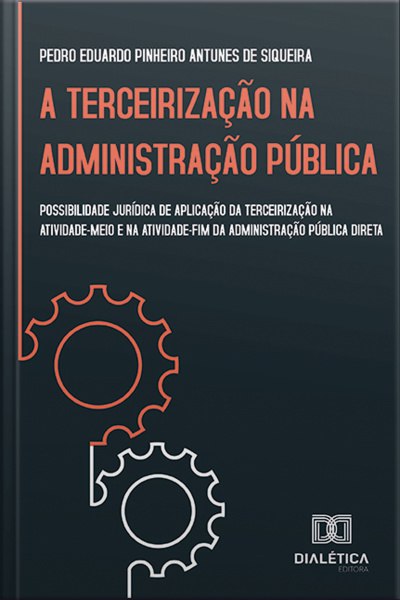 PEDRO EDUARDO PINHEIRO ANTUNES DE SIQUEIRA
A TERCEIRIZAÇÃO NA
ADMINISTRAÇÃO PÚBLICA
POSSIBILIDADE JURÍDICA DE APLICAÇÃO DA TERCEIRIZAÇÃO NA
ATIVIDADE-MEIO E NA ATIVIDADE-FIM DA ADMINISTRAÇÃO PÚBLICA DIRETA
DIALÉTICA
EDITORA